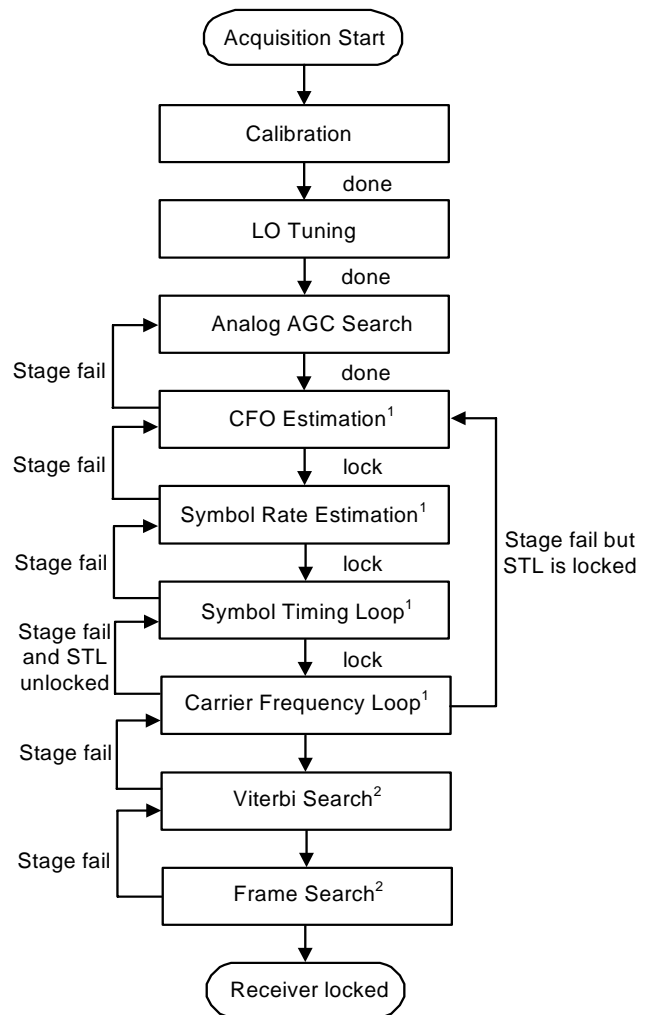 Acquisition Start
Calibration
done
LO Tuning
done
Analog AGC Search
Stage fail
done
CFO Estimation¹
Stage fail
lock
Symbol Rate Estimation¹
Stage fail but
STL is locked
Stage fail
lock
Symbol Timing Loop¹
Stage fail
and STL
unlocked
lock
Carrier Frequency Loop¹
Stage fail
Viterbi Search²
Stage fail
Frame Search²
Receiver locked